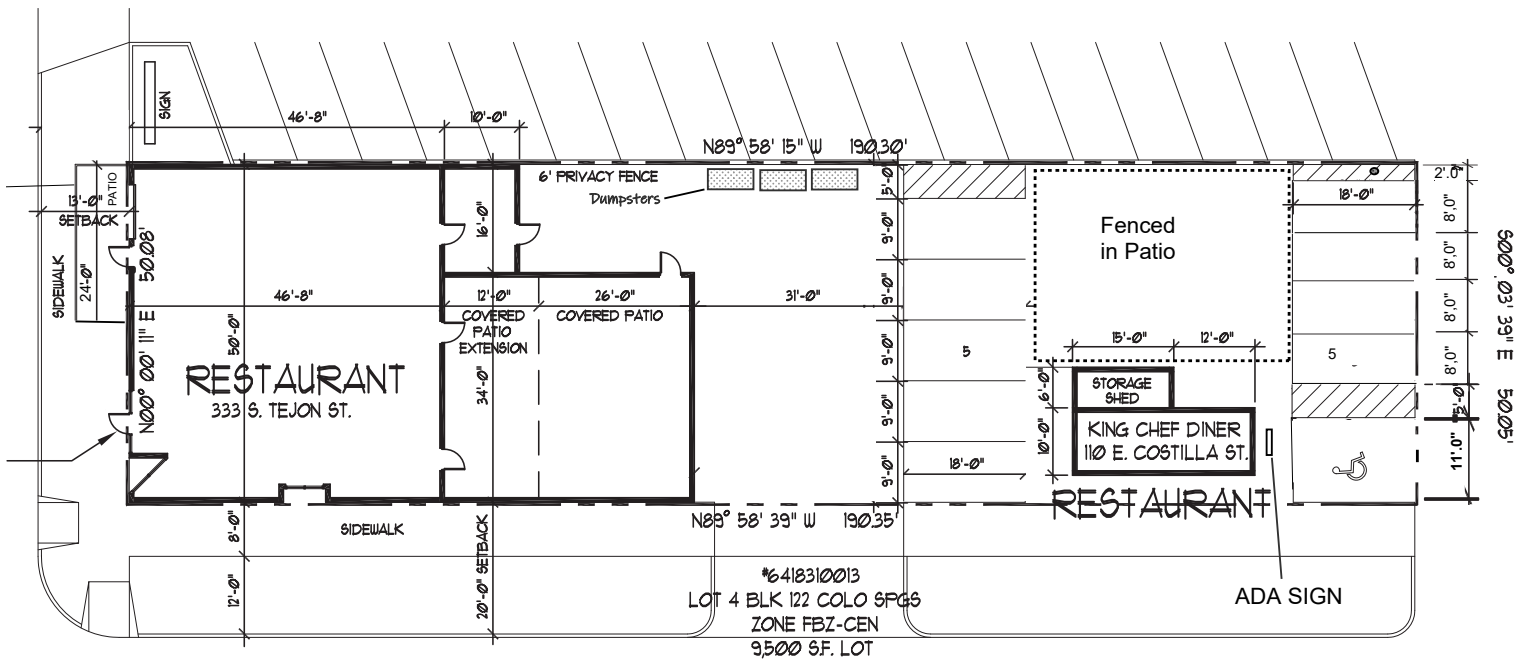 SIGN
46'-8"
10'-0"
N89° 58' 15" W 190.30'
6' PRIVACY FENCE
Dumpsters
PATIO
13'-0"
SETBACK
SIDEWALK
24'-0"
N00° 00' 11" E 50.08'
16'-0"
5'-0"
9'-0"
9'-0"
9'-0"
9'-0"
9'-0"
46'-8"
12'-0"
26'-0"
31'-0"
COVERED
PATIO
EXTENSION
COVERED PATIO
50'-0"
34'-0"
RESTAURANT
333 S. TEJON ST.
5
18'-0"
Fenced
in Patio
15'-0"
12'-0"
6'-0"
10'-0"
STORAGE
SHED
KING CHEF DINER
110 E. COSTILLA ST.
RESTAURANT
2'.0"
18'-0"
8',0"
8',0"
8',0"
8',0"
5
5'-0"
11'.0"
S00° 03' 39" E 50.05'
SIDEWALK
8'-0"
12'-0"
20'-0" SETBACK
N89° 58' 39" W 190.35'
#6418310013
LOT 4 BLK 122 COLO SPGS
ZONE FBZ-CEN
9,500 S.F. LOT
ADA SIGN